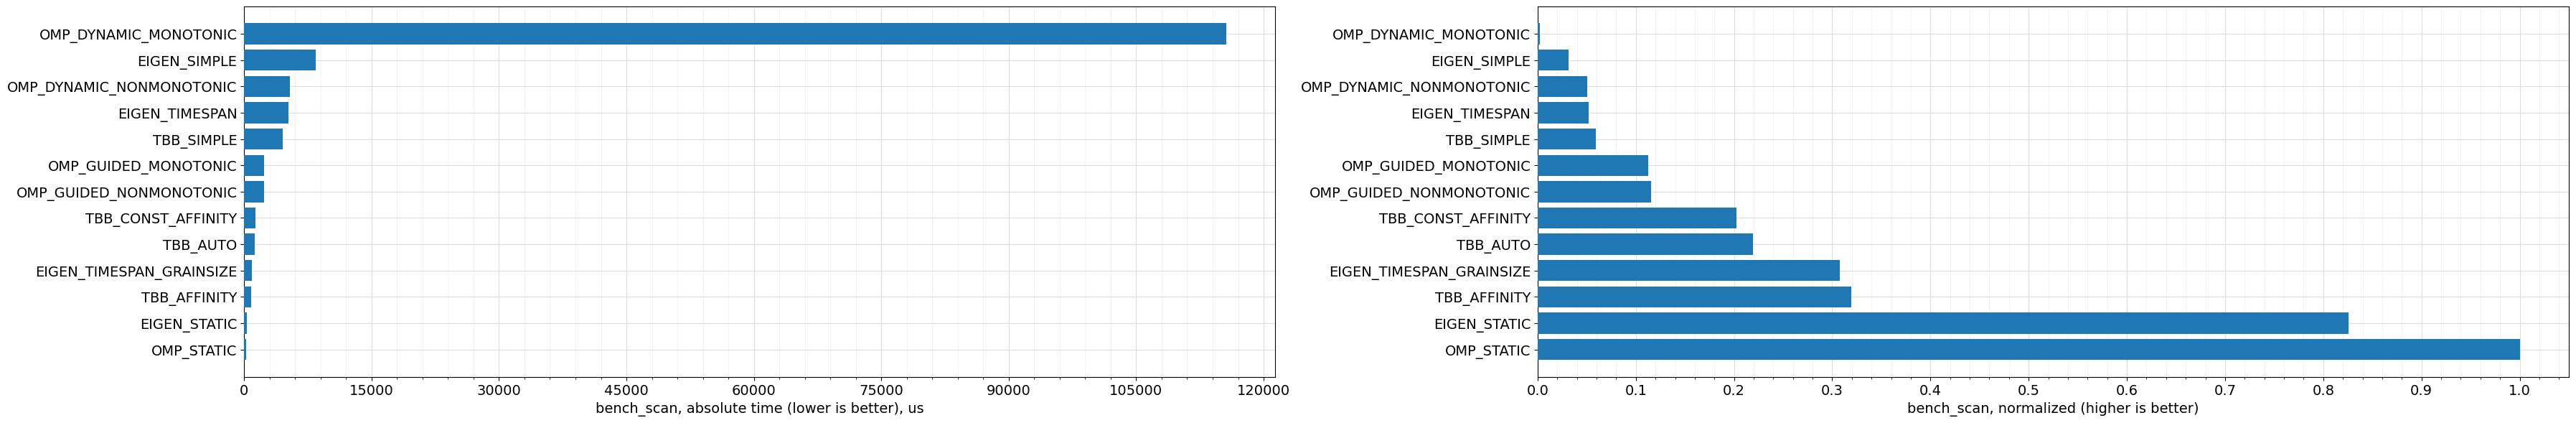 OMP_DYNAMIC_MONOTONIC
EIGEN_SIMPLE
OMP_DYNAMIC_NONMONOTONIC
EIGEN_TIMESPAN
TBB_SIMPLE
OMP_GUIDED_MONOTONIC
OMP_GUIDED_NONMONOTONIC
TBB_CONST_AFFINITY
TBB_AUTO
EIGEN_TIMESPAN_GRAINSIZE
TBB_AFFINITY
EIGEN_STATIC
OMP_STATIC
0 15000 30000 45000 60000 75000 90000 105000 120000
bench_scan, absolute time (lower is better), us
OMP_DYNAMIC_MONOTONIC
EIGEN_SIMPLE
OMP_DYNAMIC_NONMONOTONIC
EIGEN_TIMESPAN
TBB_SIMPLE
OMP_GUIDED_MONOTONIC
OMP_GUIDED_NONMONOTONIC
TBB_CONST_AFFINITY
TBB_AUTO
EIGEN_TIMESPAN_GRAINSIZE
TBB_AFFINITY
EIGEN_STATIC
OMP_STATIC
0.0 0.1 0.2 0.3 0.4 0.5 0.6 0.7 0.8 0.9 1.0
bench_scan, normalized (higher is better)